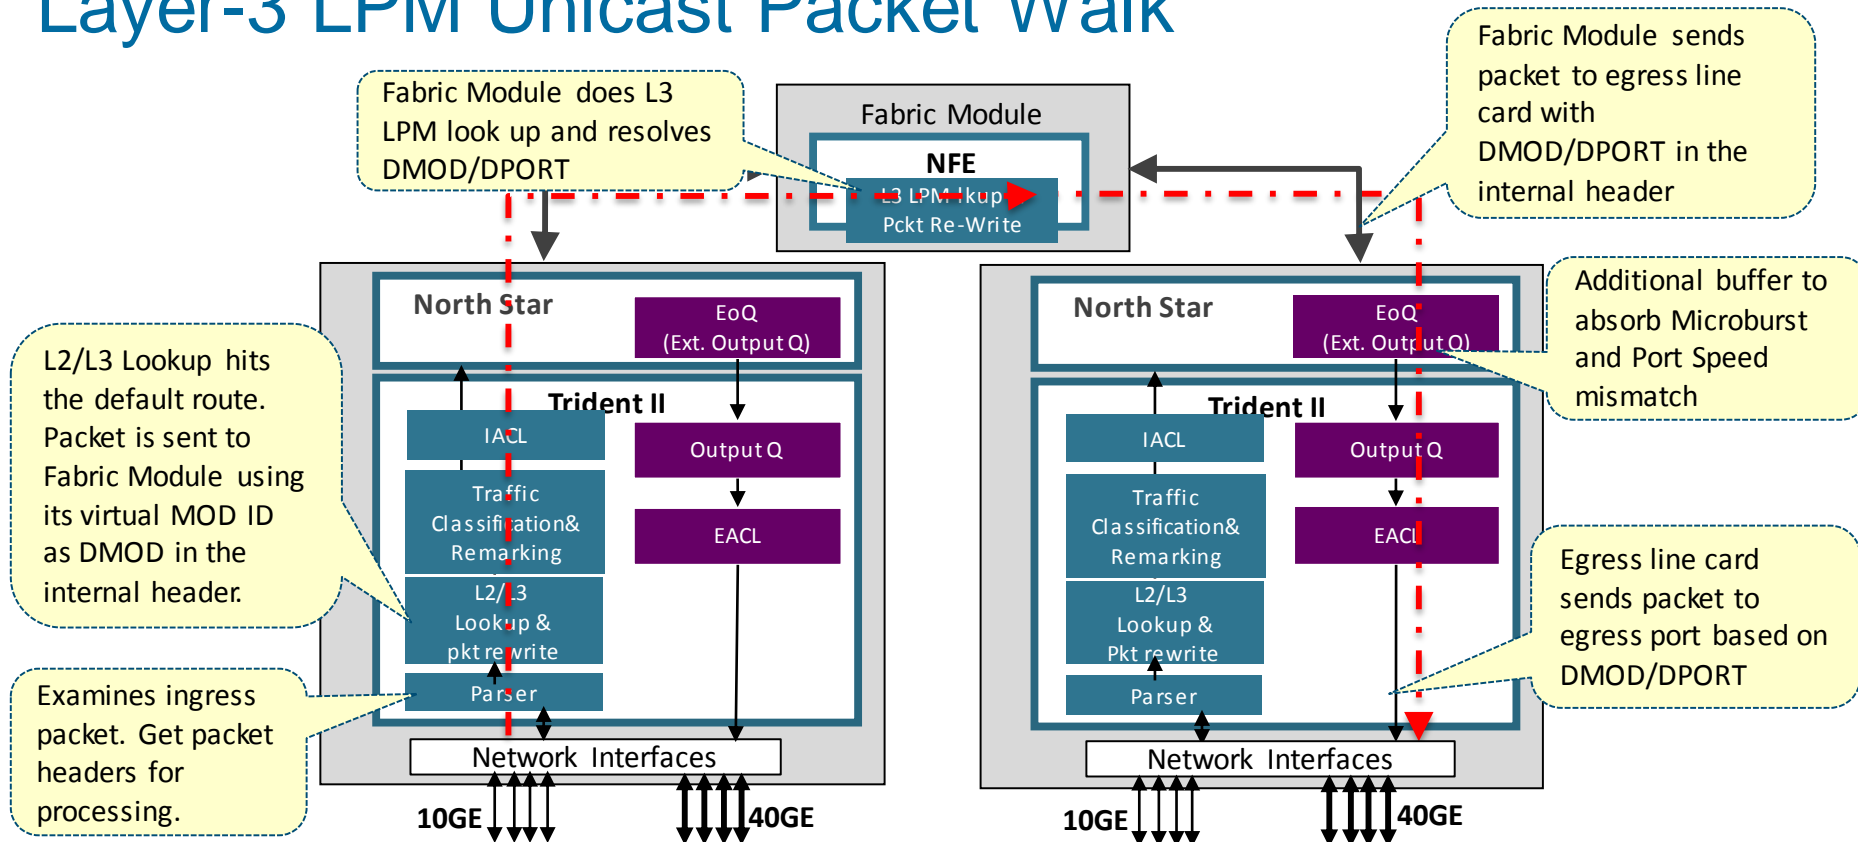 Layer-3 LPM Unicast Packet Walk
Fabric Module does L3
LPM look up and resolves
DMOD/DPORT
Fabric Module
NFE
L3 LPM lkup
Pckt Re-Write
Fabric Module sends
packet to egress line
card with
DMOD/DPORT in the
internal header
L2/L3 Lookup hits
the default route.
Packet is sent to
Fabric Module using
its virtual MOD ID
as DMOD in the
internal header.
Examines ingress
packet. Get packet
headers for
processing.
North Star
EoQ
(Ext. Output Q)
Trident II
IACL
Traffic
Classification&
Remarking
L2/L3
Lookup &
pkt rewrite
Parser
Output Q
EACL
Network Interfaces
10GE
40GE
North Star
EoQ
(Ext. Output Q)
Trident II
IACL
Traffic
Classification&
Remarking
L2/L3
Lookup &
Pkt rewrite
Parser
Output Q
EACL
Network Interfaces
10GE
40GE
Additional buffer to
absorb Microburst
and Port Speed
mismatch
Egress line card
sends packet to
egress port based on
DMOD/DPORT